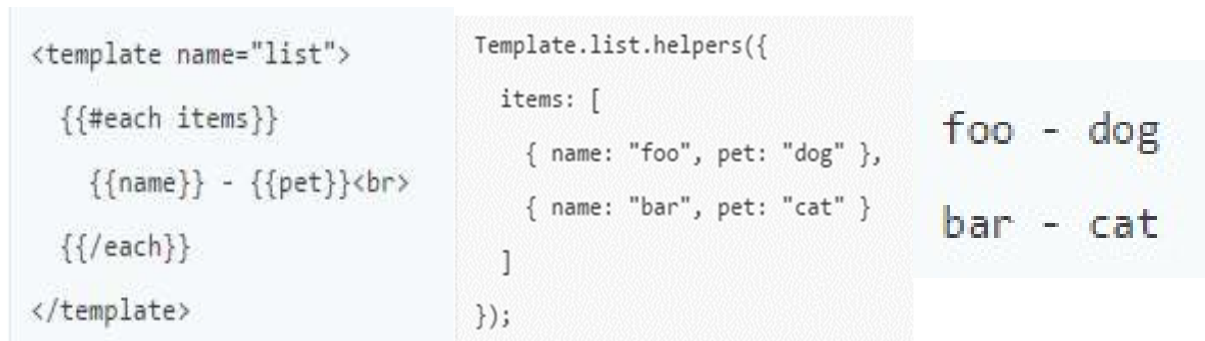 <template name="list">
{{#each items}}
{{name}} - {{pet}}<br>
{{/each}}
</template>
Template.list.helpers({
items: [
{ name: "foo", pet: "dog" },
{ name: "bar", pet: "cat" }
]
});
foo - dog
bar - cat